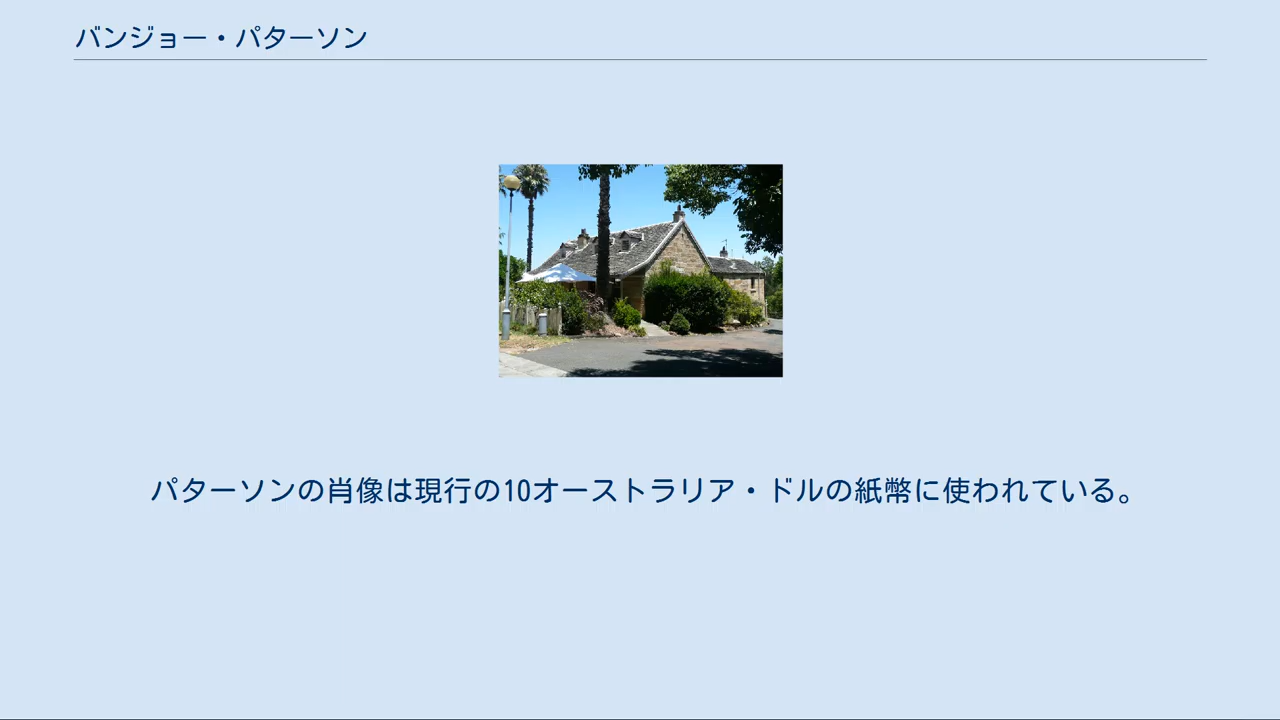 バンジョー・パターソン
パターソンの肖像は現行の10オーストラリア・ドルの紙幣に使われている。